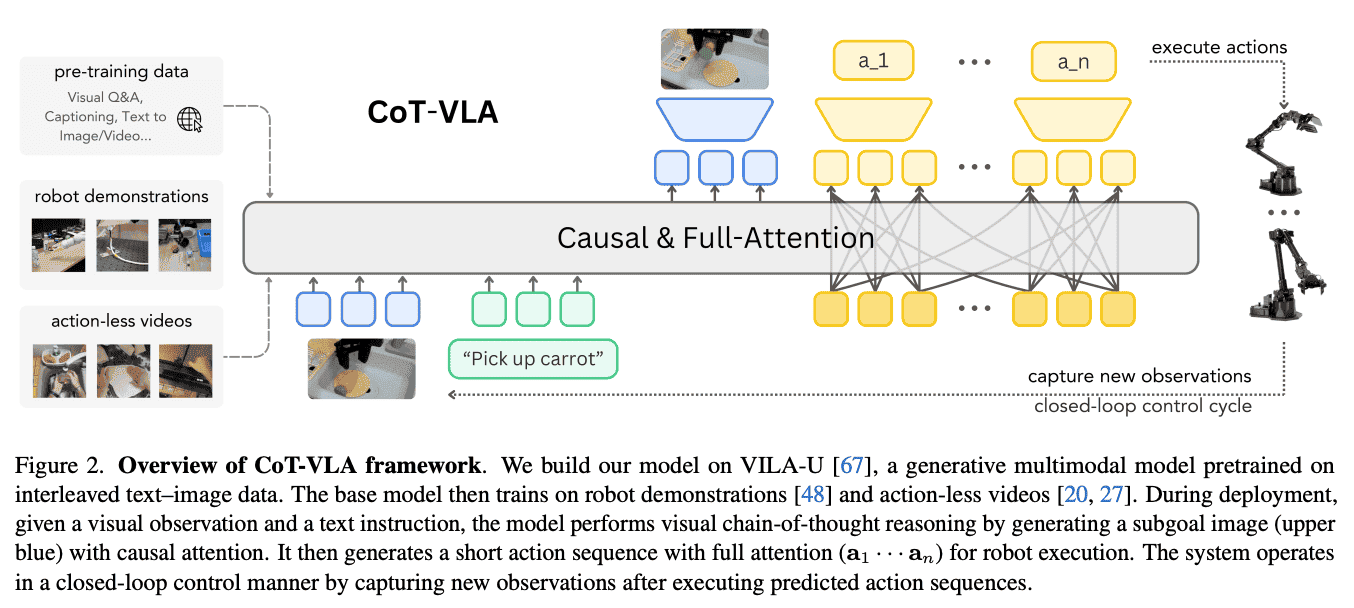 pre-training data
Visual Q&A,
Captioning, Text to
Image/Video...
robot demonstrations
action-less videos
CoT-VLA
a_1
...
a_n
execute actions
...
...
Causal & Full-Attention
...
...
"Pick up carrot"
capture new observations
closed-loop control cycle
Figure 2. Overview of CoT-VLA framework. We build our model on VILA-U [67], a generative multimodal model pretrained on
interleaved text–image data. The base model then trains on robot demonstrations [48] and action-less videos [20, 27]. During deployment,
given a visual observation and a text instruction, the model performs visual chain-of-thought reasoning by generating a subgoal image (upper
blue) with causal attention. It then generates a short action sequence with full attention (a₁ ··· aₙ) for robot execution. The system operates
in a closed-loop control manner by capturing new observations after executing predicted action sequences.